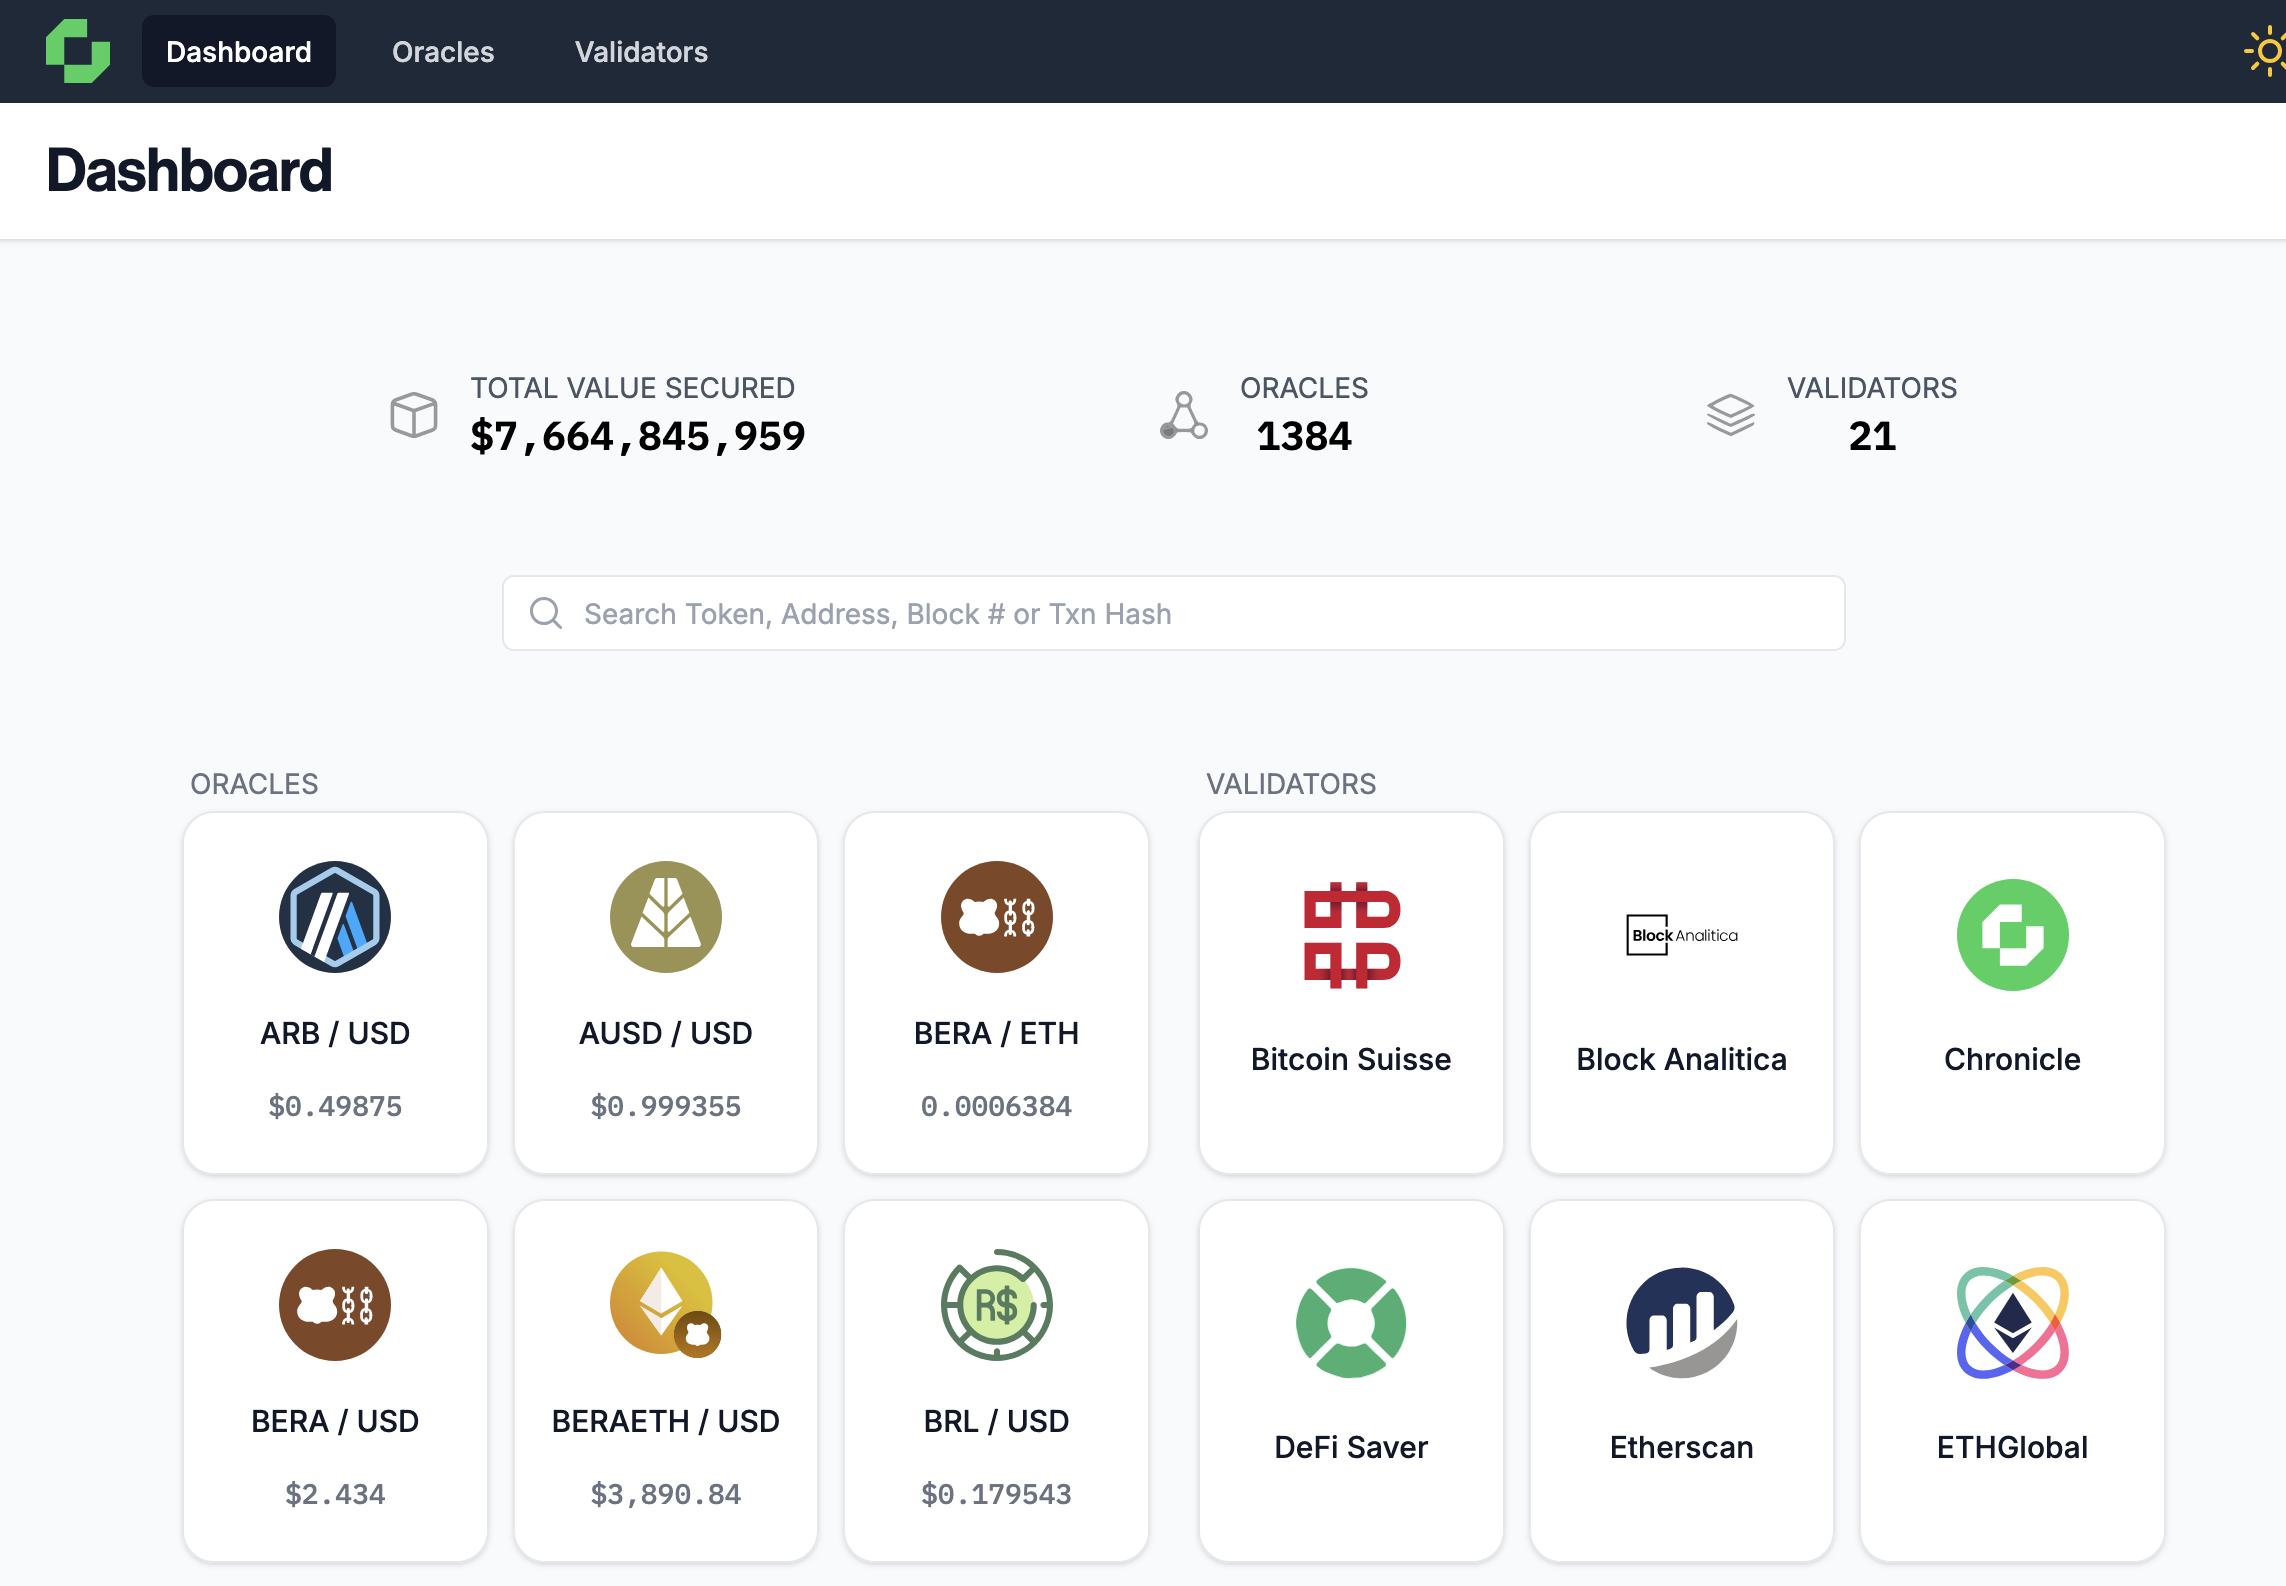 Dashboard
Oracles
Validators
Dashboard
TOTAL VALUE SECURED
$7,664,845,959
ORACLES
1384
VALIDATORS
21
Search Token, Address, Block # or Txn Hash
ORACLES
ARB / USD
$0.49875
AUSD / USD
$0.999355
BERA / ETH
0.0006384
BERA / USD
$2.434
BERAETH / USD
$3,890.84
R$
BRL / USD
$0.179543
VALIDATORS
Bitcoin Suisse
BlockAnalitica
Block Analitica
Chronicle
DeFi Saver
Etherscan
ETHGlobal